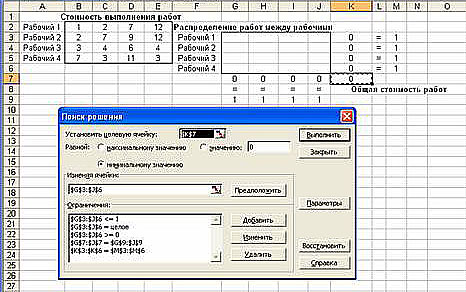 A B C D E F G H I J K L M
1 Стоимость выполнения работ
2 Рабочий 1 1 2 7 12 Распределение работ между рабочими
3 Рабочий 2 2 7 9 12 Рабочий 1 0 = 1
4 Рабочий 3 3 4 6 4 Рабочий 2 0 = 1
5 Рабочий 4 7 3 11 3 Рабочий 3 0 = 1
6 Рабочий 4 0 = 1
7 0 0 0 0 0
8 = = = = Общая стоимость работ
9 1 1 1 1
10
11
12
13
14
15
16
17
18
19
20
21
22
23
24
25
26
27
Поиск решения
Установить целевую ячейку: $K$7 Выполнить
Равной: максимальному значению значению: 0 Закрыть
минимальному значению
Изменяя ячейки:
$G$3:$J$6 Предположить
Ограничения: Параметры
$G$3:$J$6 <= 1 Добавить
$G$3:$J$6 = целое
$G$3:$J$6 >= 0 Изменить
$G$7:$J$7 = $G$9:$J$9 Восстановить
$K$3:$K$6 = $M$3:$M$6 Удалить
Справка